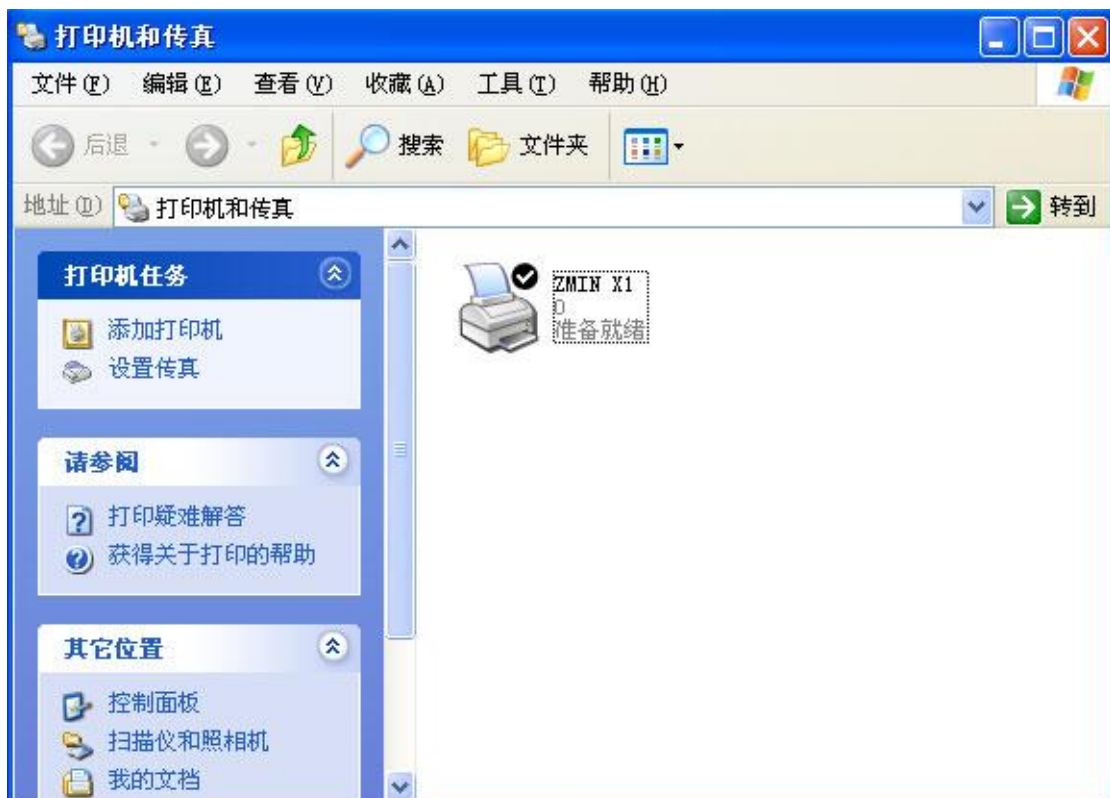 打印机和传真
文件(F) 编辑(E) 查看(V) 收藏(A) 工具(T) 帮助(H)
后退 搜索 文件夹
地址(D) 打印机和传真 转到
打印机任务
添加打印机
设置传真
请参阅
打印疑难解答
获得关于打印的帮助
其它位置
控制面板
扫描仪和照相机
我的文档
ZMIN X1
0
准备就绪